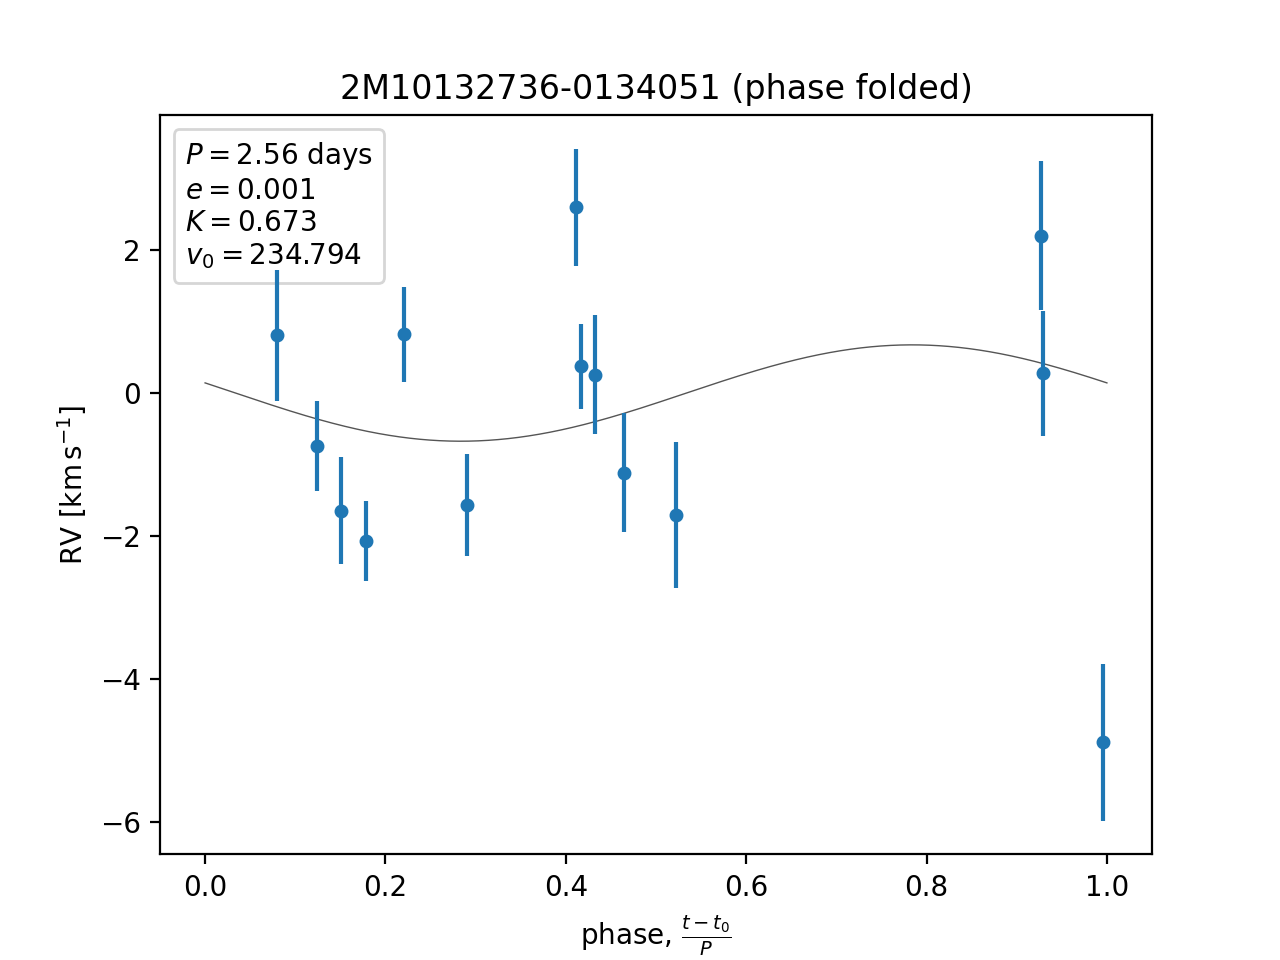 2M10132736-0134051 (phase folded)
P = 2.56 days
e = 0.001
K = 0.673
v₀ = 234.794
RV [km s⁻¹]
2
0
−2
−4
−6
0.0 0.2 0.4 0.6 0.8 1.0
phase, (t − t₀)/P